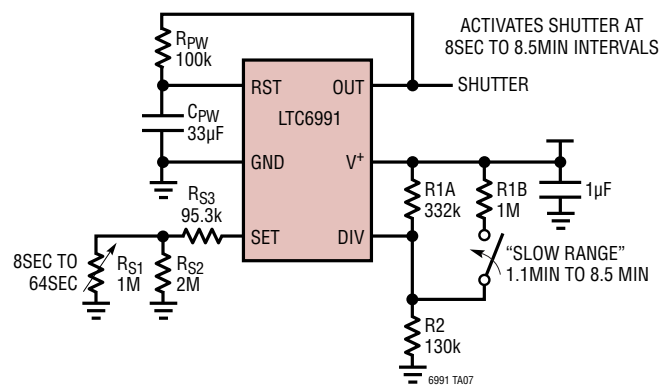 ACTIVATES SHUTTER AT
8SEC TO 8.5MIN INTERVALS
RPW
100k
RST
OUT
SHUTTER
LTC6991
CPW
33µF
GND
V+
R1A
332k
R1B
1M
1µF
RS3
95.3k
SET
DIV
8SEC TO
64SEC
RS1
1M
RS2
2M
“SLOW RANGE”
1.1MIN TO 8.5 MIN
R2
130k
6991 TA07